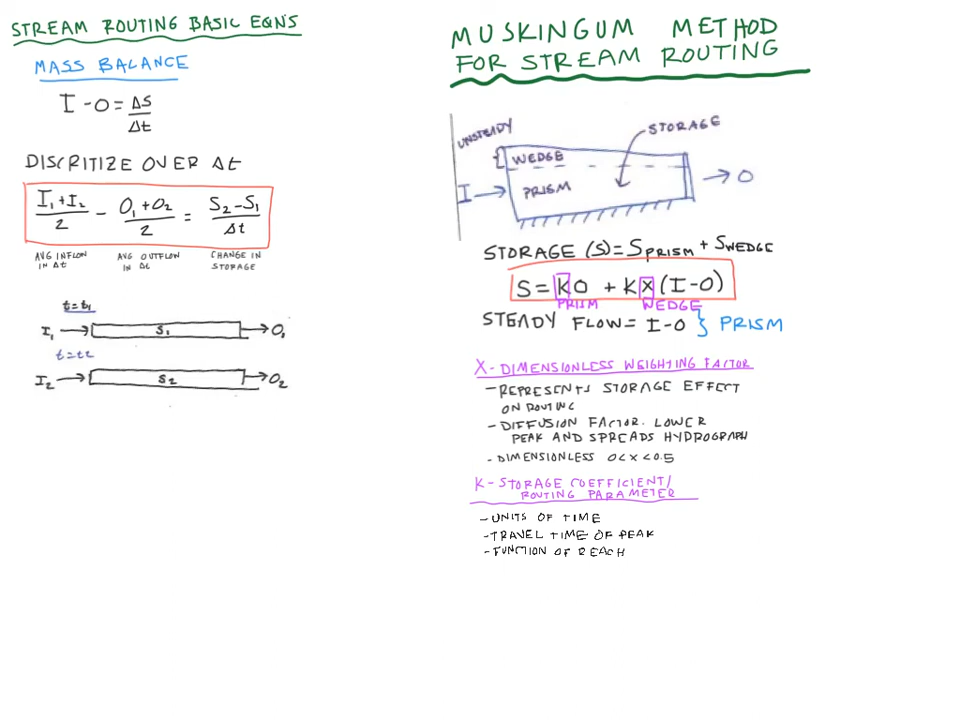 STREAM ROUTING BASIC EQN'S
MASS BALANCE
I - O = ΔS/Δt
DISCRITIZE OVER Δt
(I₁ + I₂)/2 - (O₁ + O₂)/2 = (S₂ - S₁)/Δt
AVG INFLOW IN Δt
AVG OUTFLOW IN Δt
CHANGE IN STORAGE
t = t₁
I₁ → S₁ → O₁
t = t2
I₂ → S2 → O₂
MUSKINGUM METHOD
FOR STREAM ROUTING
UNSTEADY
STORAGE
WEDGE
I → PRISM → O
STORAGE (S) = S PRISM + S WEDGE
S = KO + KX (I - O)
PRISM WEDGE
STEADY FLOW = I - O } PRISM
X - DIMENSIONLESS WEIGHTING FACTOR
- REPRESENTS STORAGE EFFECT
ON ROUTING
- DIFFUSION FACTOR. LOWER
PEAK AND SPREADS HYDROGRAPH
- DIMENSIONLESS 0 < X < 0.5
K - STORAGE COEFFICIENT/
ROUTING PARAMETER
- UNITS OF TIME
- TRAVEL TIME OF PEAK
- FUNCTION OF REACH